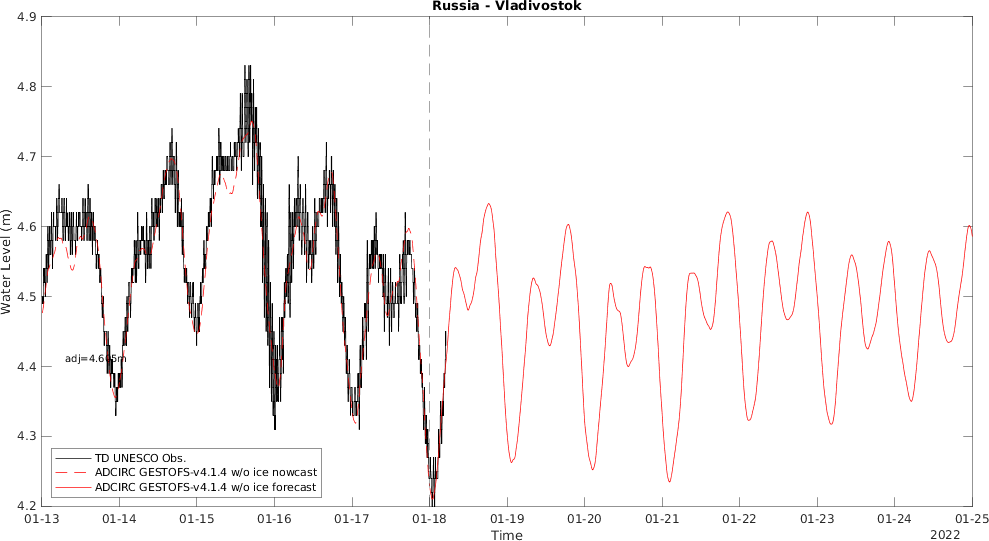 Russia - Vladivostok
4.9
4.8
4.7
4.6
4.5
4.4
4.3
4.2
Water Level (m)
adj=4.605m
TD UNESCO Obs.
ADCIRC GESTOFS-v4.1.4 w/o ice nowcast
ADCIRC GESTOFS-v4.1.4 w/o ice forecast
01-13 01-14 01-15 01-16 01-17 01-18 01-19 01-20 01-21 01-22 01-23 01-24 01-25
Time
2022